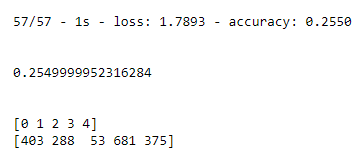 57/57 - 1s - loss: 1.7893 - accuracy: 0.2550
0.2549999952316284
[0 1 2 3 4]
[403 288  53 681 375]